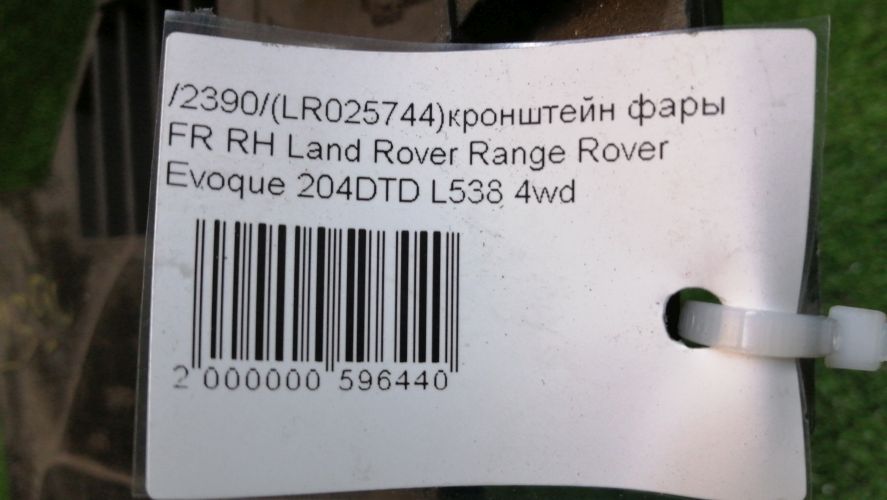 /2390/(LR025744)кронштейн фары
FR RH Land Rover Range Rover
Evoque 204DTD L538 4wd
2 000000 596440